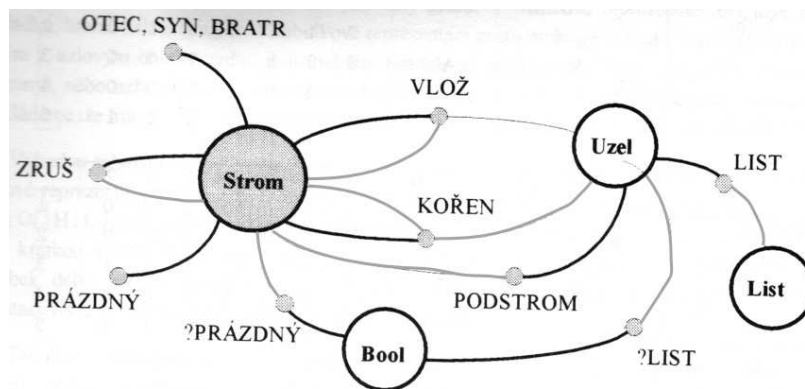 OTEC, SYN, BRATR
VLOŽ
Uzel
LIST
ZRUŠ
Strom
KOŘEN
PRÁZDNÝ
PODSTROM
List
?PRÁZDNÝ
Bool
?LIST